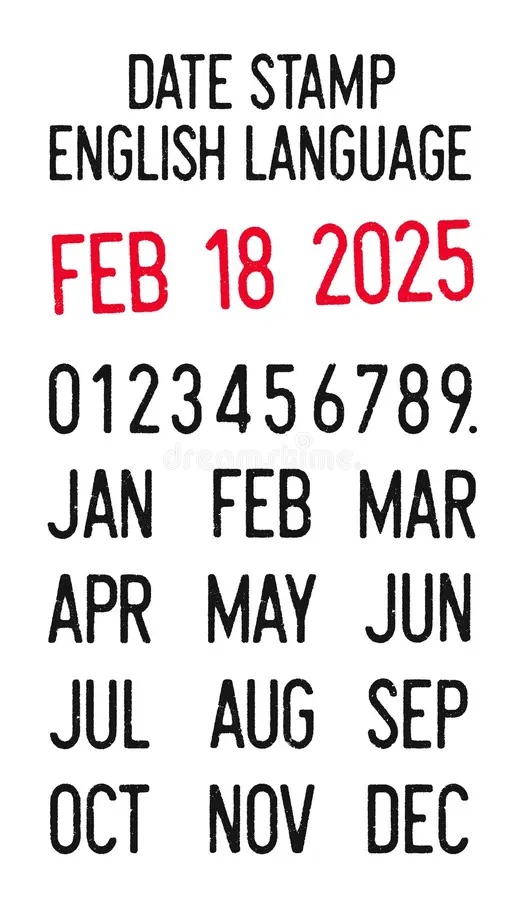 DATE STAMP
ENGLISH LANGUAGE
FEB 18 2025
0123456789.
dreamstime.
JAN FEB MAR
APR MAY JUN
JUL AUG SEP
OCT NOV DEC